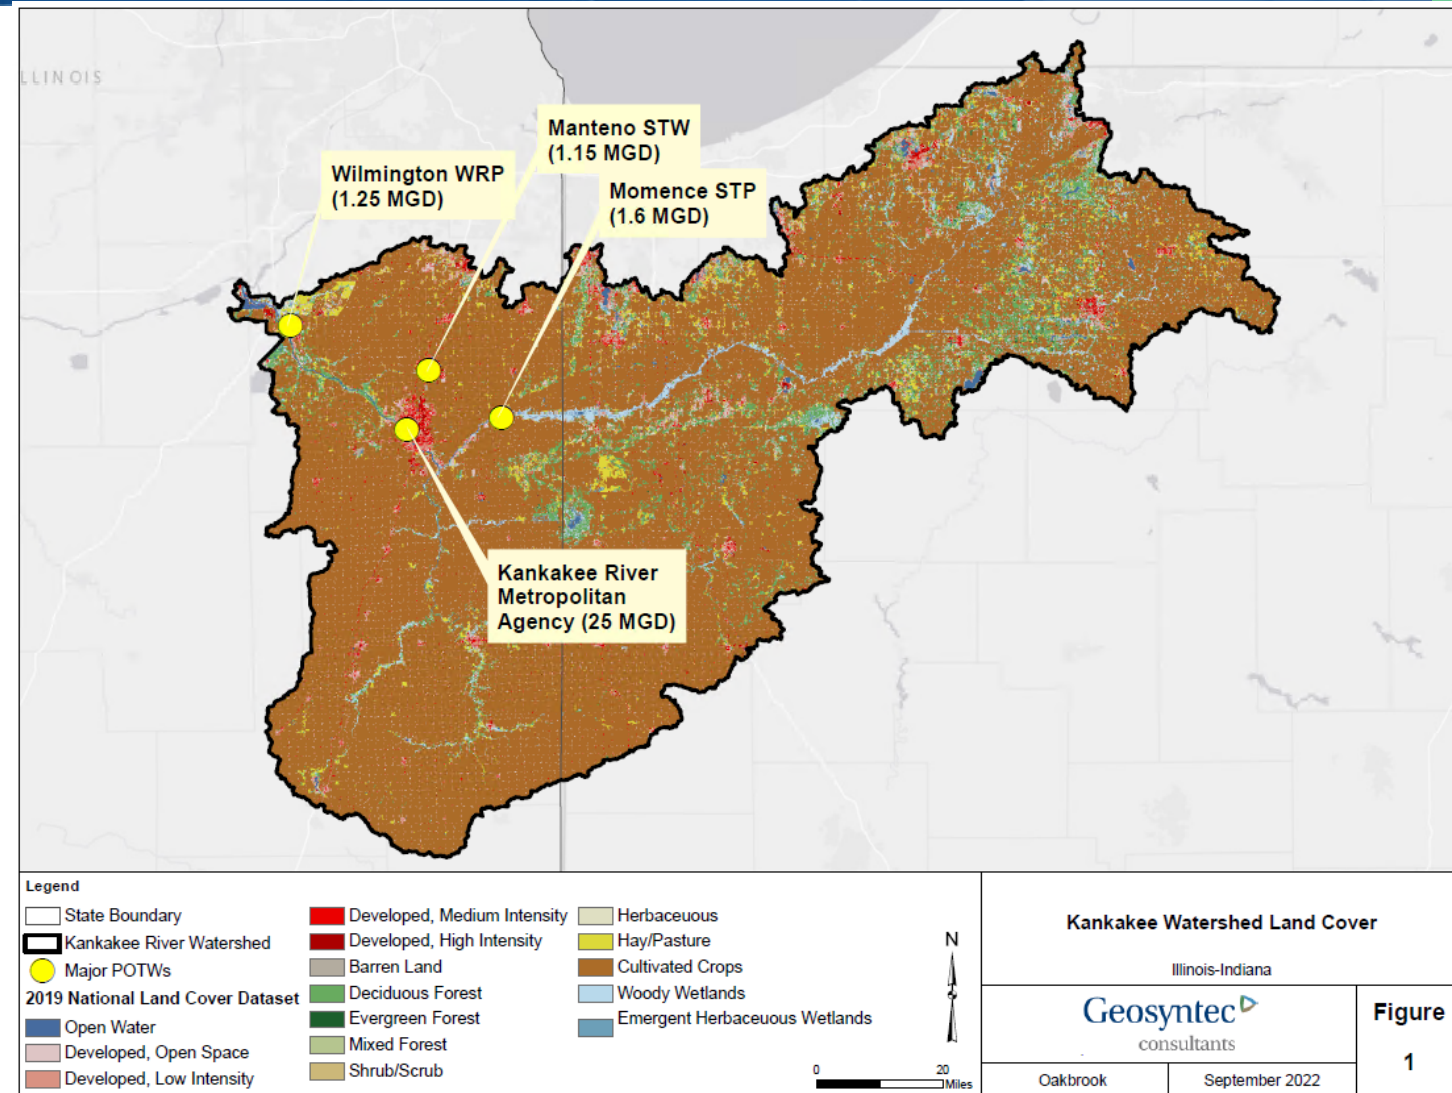 LLINOIS
Manteno STW
(1.15 MGD)
Wilmington WRP
(1.25 MGD)
Momence STP
(1.6 MGD)
Kankakee River
Metropolitan
Agency (25 MGD)
Legend
State Boundary
Kankakee River Watershed
Major POTWs
2019 National Land Cover Dataset
Open Water
Developed, Open Space
Developed, Low Intensity
Developed, Medium Intensity
Developed, High Intensity
Barren Land
Deciduous Forest
Evergreen Forest
Mixed Forest
Shrub/Scrub
Herbaceuous
Hay/Pasture
Cultivated Crops
Woody Wetlands
Emergent Herbaceuous Wetlands
N
0 20
Miles
Kankakee Watershed Land Cover
Illinois-Indiana
Geosyntec
consultants
Oakbrook
September 2022
Figure
1